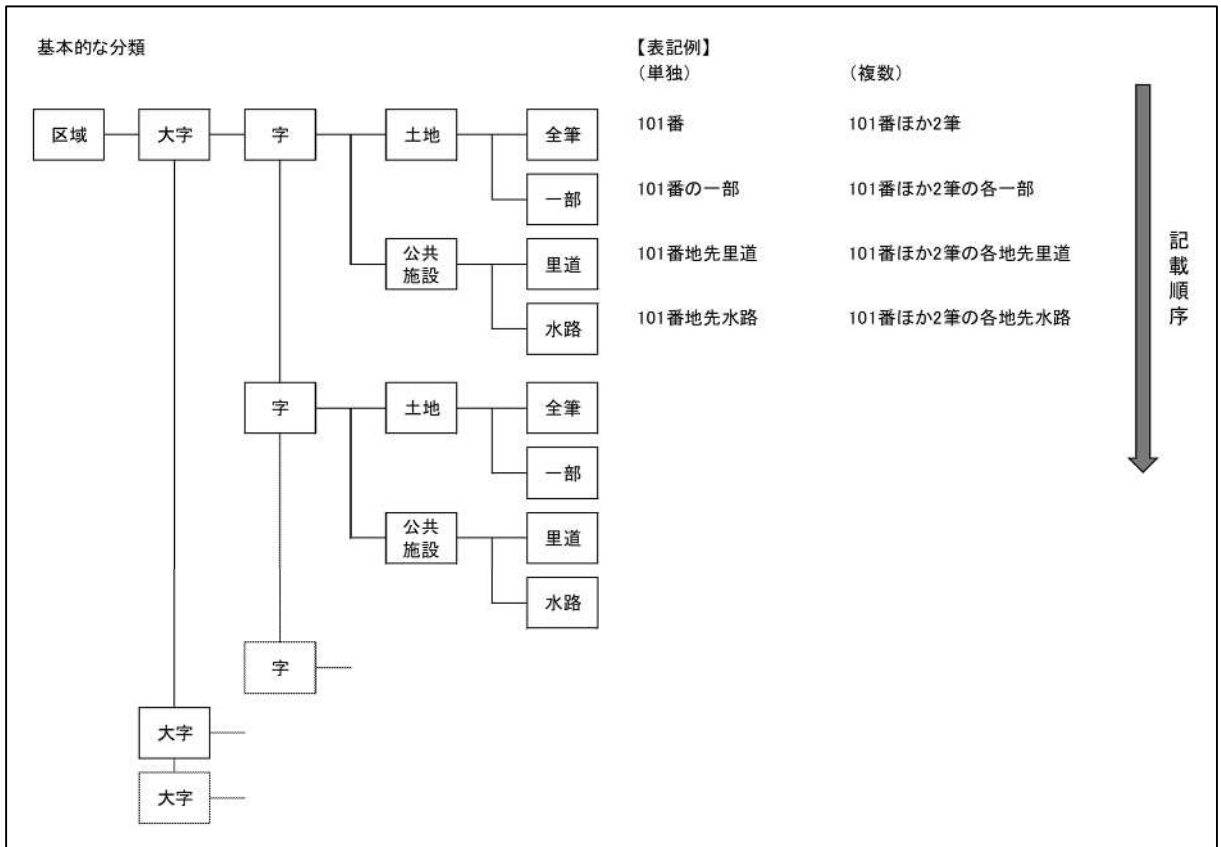 基本的な分類
【表記例】
（単独） （複数）
区域 大字 字 土地 全筆 101番 101番ほか2筆
一部 101番の一部 101番ほか2筆の各一部
公共
施設
里道 101番地先里道 101番ほか2筆の各地先里道
水路 101番地先水路 101番ほか2筆の各地先水路
記載順序
字 土地 全筆
一部
公共
施設
里道
水路
字
大字
大字